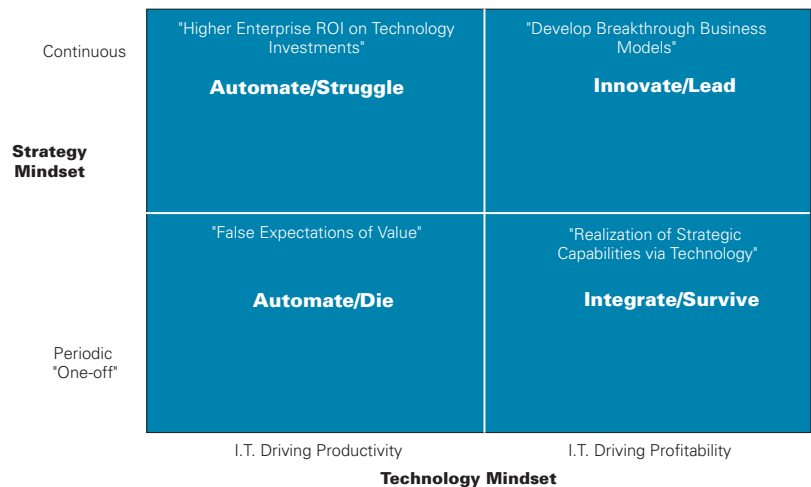 "Higher Enterprise ROI on Technology
Investments"
Automate/Struggle
"Develop Breakthrough Business
Models"
Innovate/Lead
Continuous
Strategy
Mindset
"False Expectations of Value"
Automate/Die
"Realization of Strategic
Capabilities via Technology"
Integrate/Survive
Periodic
"One-off"
I.T. Driving Productivity
I.T. Driving Profitability
Technology Mindset